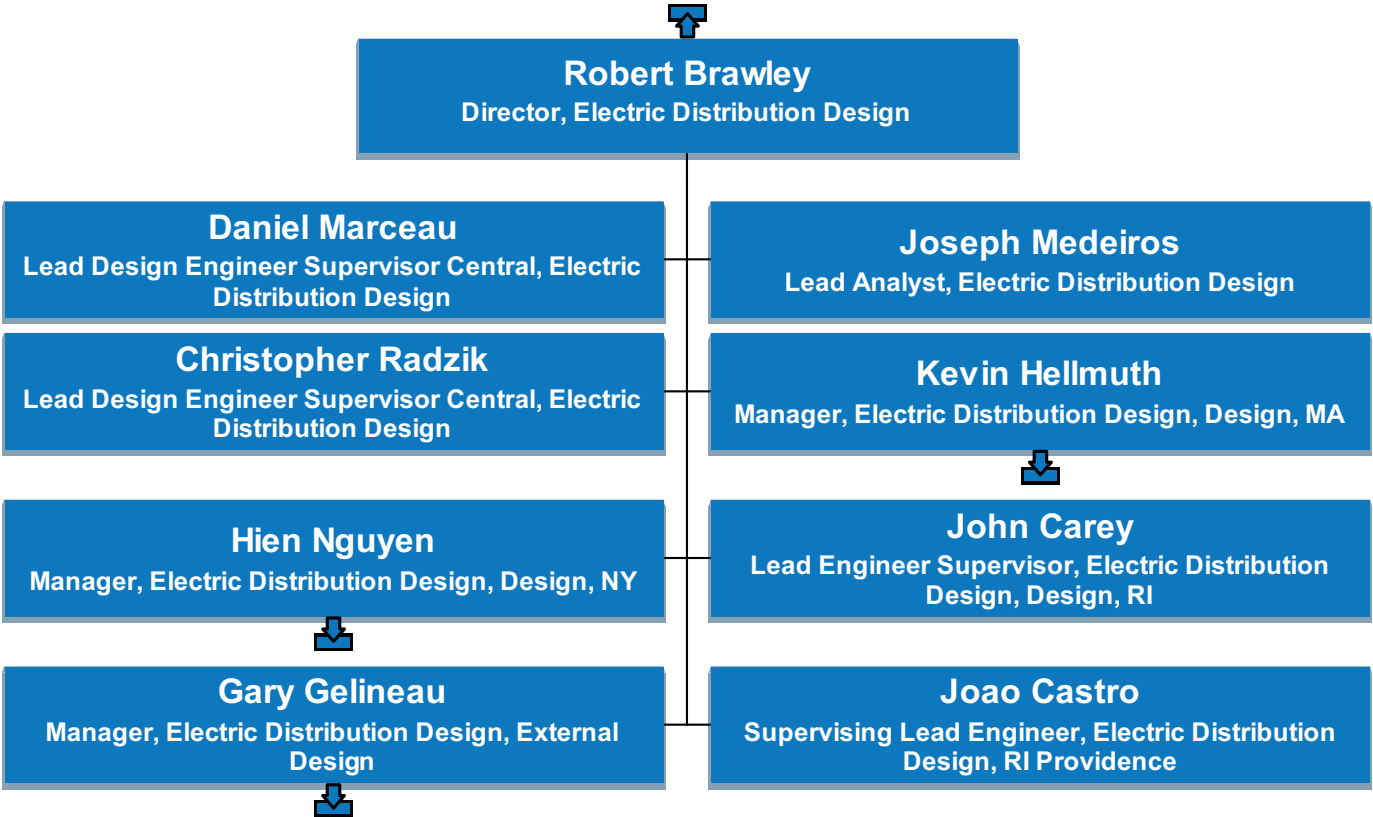 Robert Brawley
Director, Electric Distribution Design
Daniel Marceau
Lead Design Engineer Supervisor Central, Electric
Distribution Design
Joseph Medeiros
Lead Analyst, Electric Distribution Design
Christopher Radzik
Lead Design Engineer Supervisor Central, Electric
Distribution Design
Kevin Hellmuth
Manager, Electric Distribution Design, Design, MA
Hien Nguyen
Manager, Electric Distribution Design, Design, NY
John Carey
Lead Engineer Supervisor, Electric Distribution
Design, Design, RI
Gary Gelineau
Manager, Electric Distribution Design, External
Design
Joao Castro
Supervising Lead Engineer, Electric Distribution
Design, RI Providence